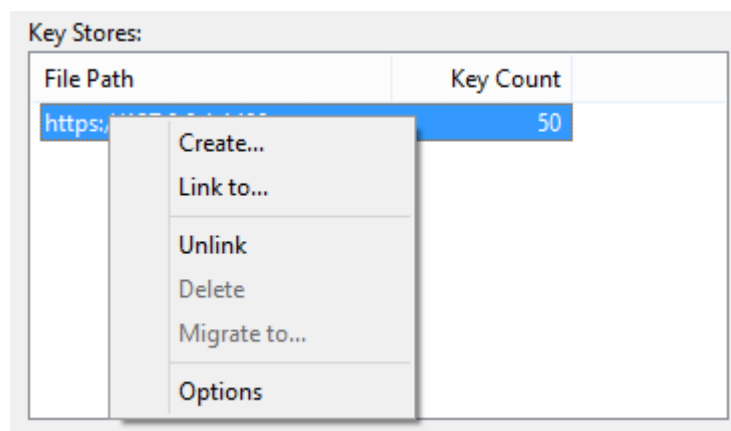 Key Stores:
File Path Key Count
https:/ 50
Create...
Link to...
Unlink
Delete
Migrate to...
Options